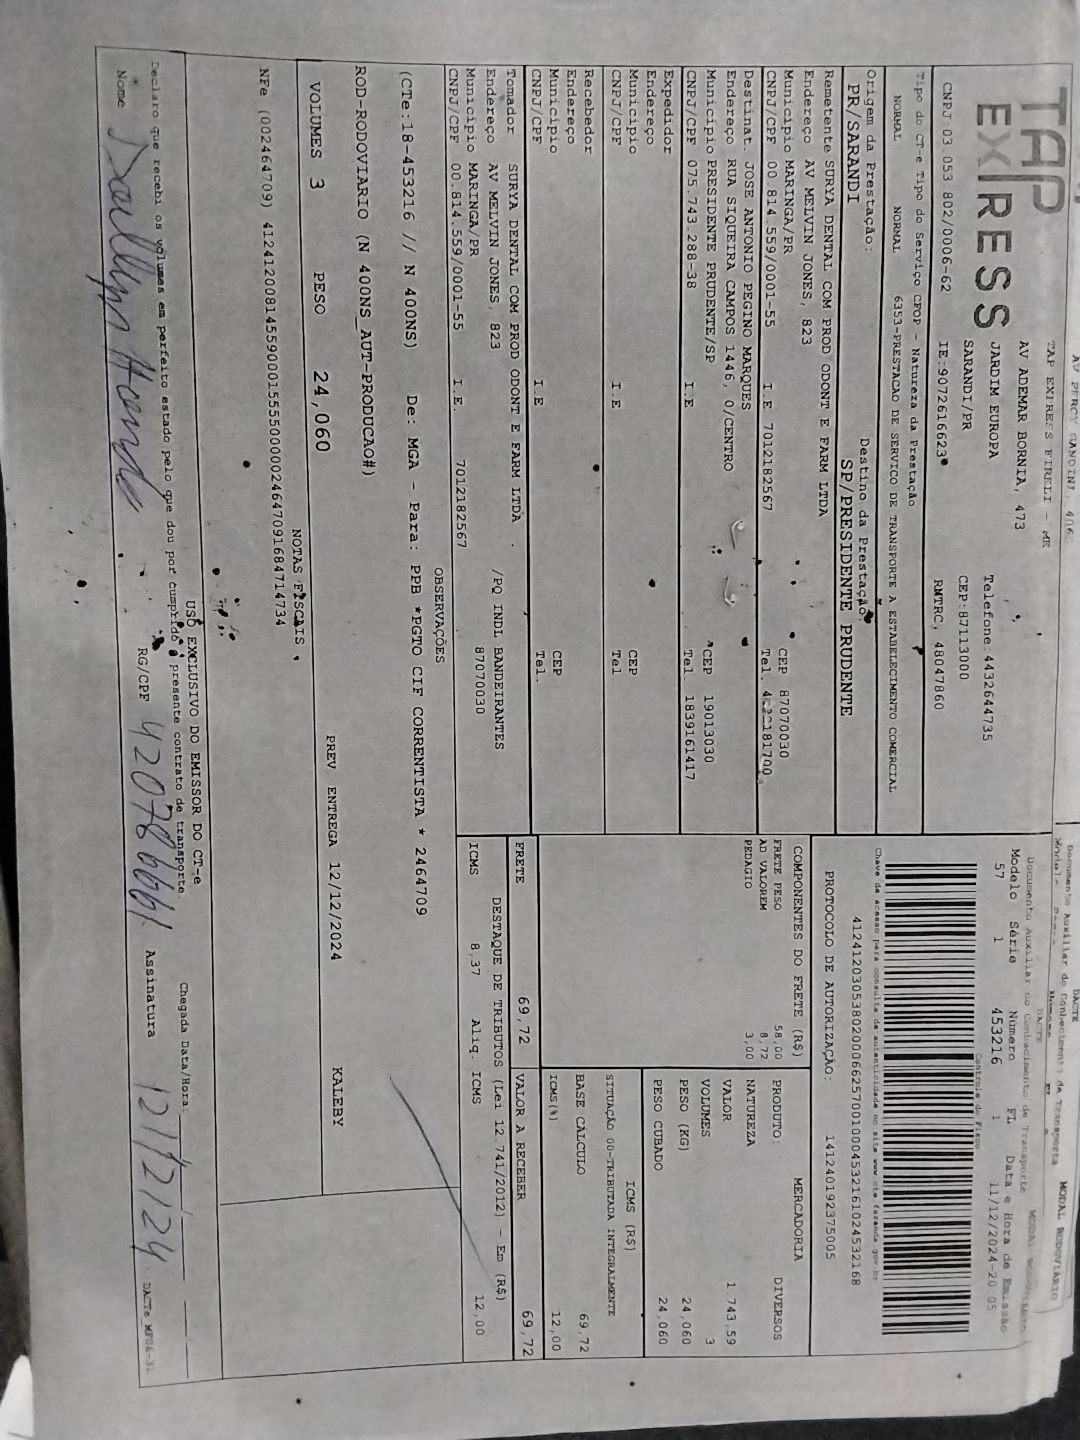 TAP
EXPRESS
TAP EXPRESS EIRELI - ME
AV ADEMAR BORNIA, 473
JARDIM EUROPA
SARANDI/PR
Telefone: 4432644735
CEP: 87113000
CNPJ: 03.053.802/0006-62 IE: 9072616623 RNTRC. 48047860
Tipo do CT-e Tipo do Serviço CFOP - Natureza da Prestação
NORMAL NORMAL 6353-PRESTACAO DE SERVICO DE TRANSPORTE A ESTABELECIMENTO COMERCIAL
Origem da Prestação: Destino da Prestação:
PR/SARANDI SP/PRESIDENTE PRUDENTE
Remetente SURYA DENTAL COM PROD ODONT E FARM LTDA
Endereço AV MELVIN JONES, 823
Município MARINGA/PR CEP 87070030
CNPJ/CPF 00.814.559/0001-55 I.E 7012182567 Tel.
Destinat. JOSE ANTONIO PEGINO MARQUES
Endereço RUA SIQUEIRA CAMPOS 1446, 0/CENTRO
Município PRESIDENTE PRUDENTE/SP CEP 19013030
CNPJ/CPF 075.743.288-38 I.E Tel. 1839161417
Expedidor
Endereço
Município CEP
CNPJ/CPF I.E Tel.
Recebedor
Endereço
Município CEP
CNPJ/CPF I.E Tel.
Tomador SURYA DENTAL COM PROD ODONT E FARM LTDA
Endereço AV MELVIN JONES, 823 /PQ INDL BANDEIRANTES
Município MARINGA/PR 87070030
CNPJ/CPF 00.814.559/0001-55 I.E. 7012182567
DACTE
Documento Auxiliar do Conhecimento de Transporte MODAL RODOVIARIO
Modelo Série Número FL Data e Hora de Emissão
57 1 453216 1 11/12/2024-20 05
Controle do Fisco
Chave de acesso para consulta de autenticidade no site www.cte.fazenda.gov.br
41241203053802000662570010004532161024532168
PROTOCOLO DE AUTORIZAÇÃO: 141240192375005
COMPONENTES DO FRETE (R$)
FRETE PESO 58,00
AD VALOREM 8,72
PEDAGIO 3,00
MERCADORIA
PRODUTO: DIVERSOS
NATUREZA
VALOR 1.743,59
VOLUMES 3
PESO (KG) 24,060
PESO CUBADO 24,060
ICMS (R$)
SITUAÇÃO 00-TRIBUTADA INTEGRALMENTE
BASE CALCULO 69,72
ICMS(%) 12,00
FRETE 69,72 VALOR A RECEBER 69,72
DESTAQUE DE TRIBUTOS (Lei 12.741/2012) - Em (R$)
ICMS 8,37 Aliq. ICMS 12,00
OBSERVAÇÕES
(CTe:18-453216 // N 400NS) De: MGA - Para: PPB *PGTO CIF CORRENTISTA * 2464709
ROD-RODOVIARIO (N 400NS_AUT-PRODUCAO#)
VOLUMES 3 PESO 24,060 PREV. ENTREGA 12/12/2024 KALEBY
NOTAS FISCAIS
NFe (002464709) 41241200814559000155550000024647091684714734
USO EXCLUSIVO DO EMISSOR DO CT-e
Chegada Data/Hora:
Declaro que recebi os volumes em perfeito estado pelo que dou por cumprido o presente contrato de transporte.
Nome RG/CPF Assinatura 12/12/24
DACTe_MF06-31